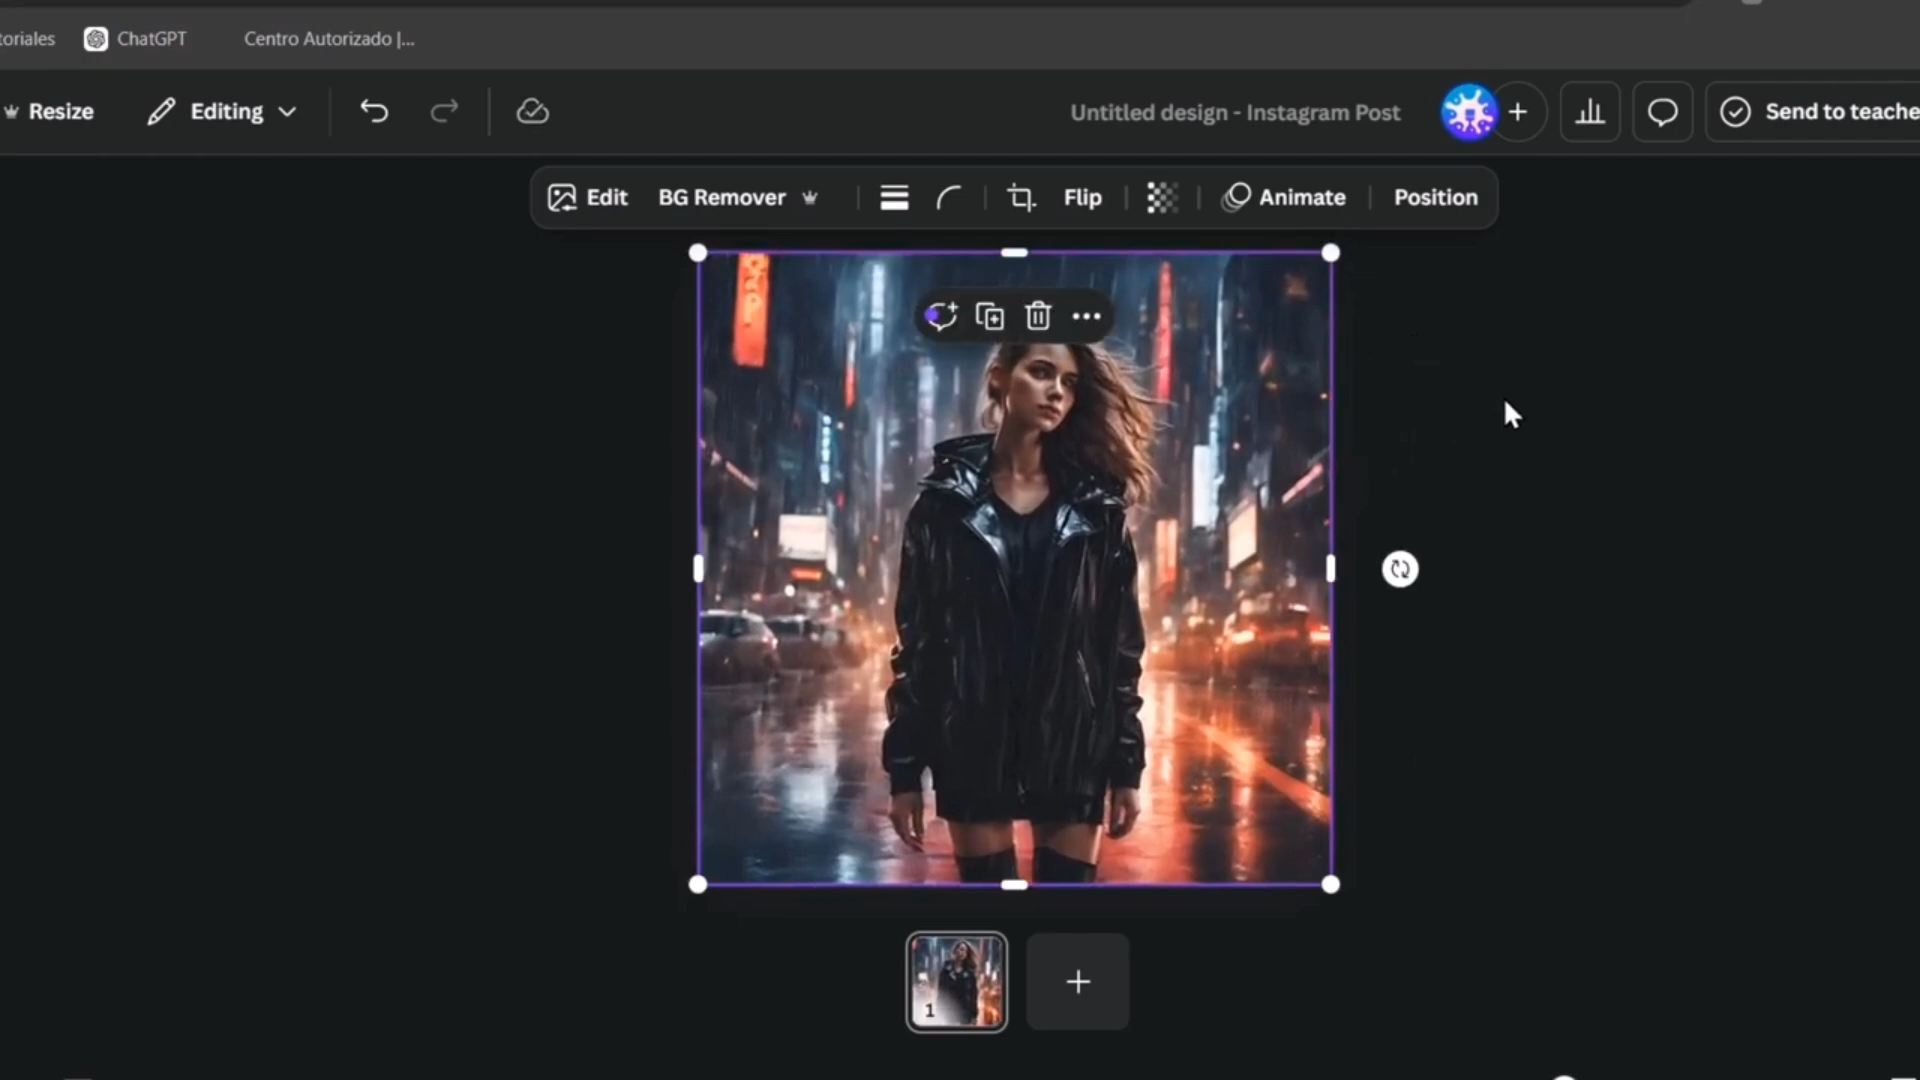 toriales
ChatGPT
Centro Autorizado |...
Resize
Editing
Untitled design - Instagram Post
Send to teache
Edit
BG Remover
Flip
Animate
Position
1